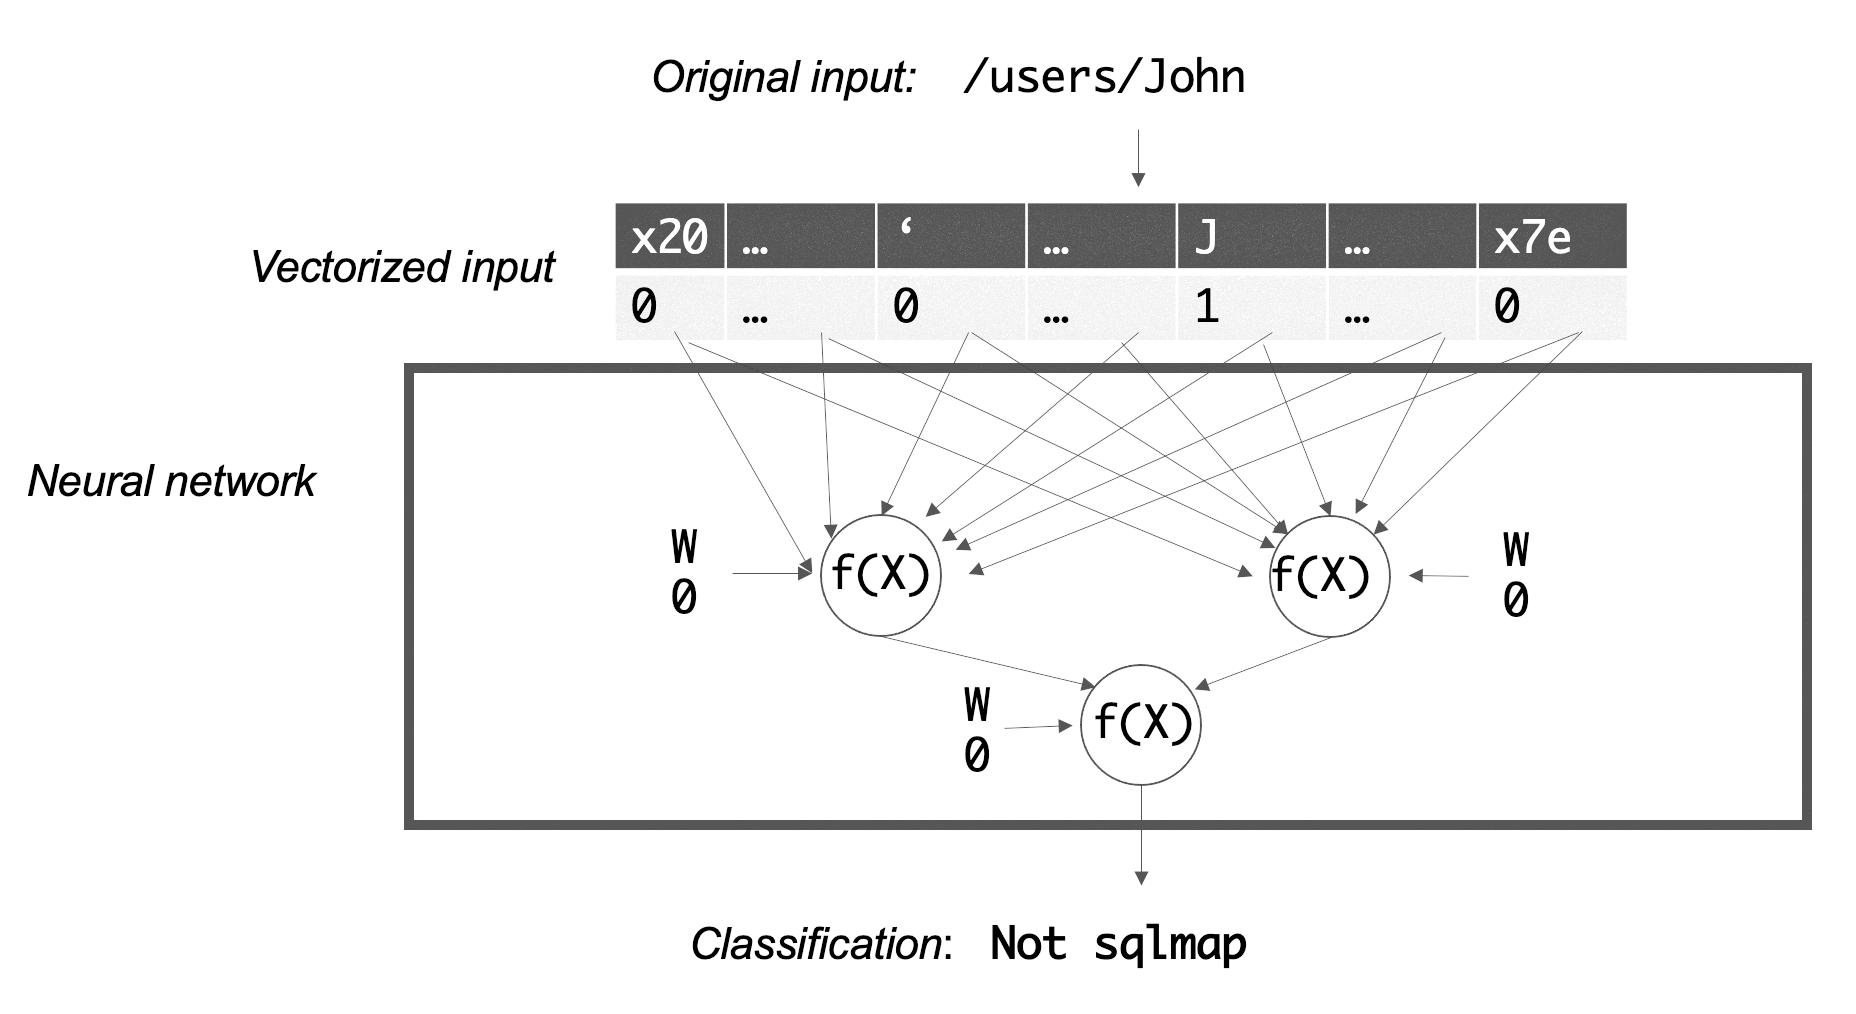 Original input: /users/John
x20 … ‘ … J … x7e
Vectorized input
0 … 0 … 1 … 0
Neural network
W
0
f(X)
f(X)
W
0
W
0
f(X)
Classification: Not sqlmap